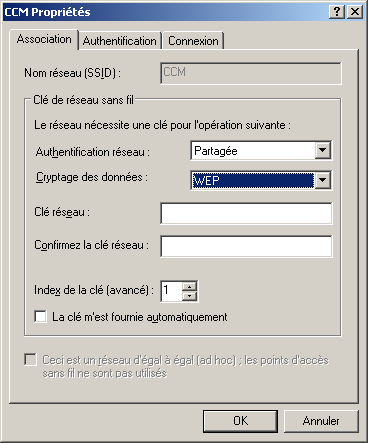 CCM Propriétés
Association Authentification Connexion
Nom réseau (SSID) : CCM
Clé de réseau sans fil
Le réseau nécessite une clé pour l'opération suivante :
Authentification réseau : Partagée
Cryptage des données : WEP
Clé réseau :
Confirmez la clé réseau :
Index de la clé (avancé) : 1
La clé m'est fournie automatiquement
Ceci est un réseau d'égal à égal (ad hoc) ; les points d'accès
sans fil ne sont pas utilisés
OK Annuler